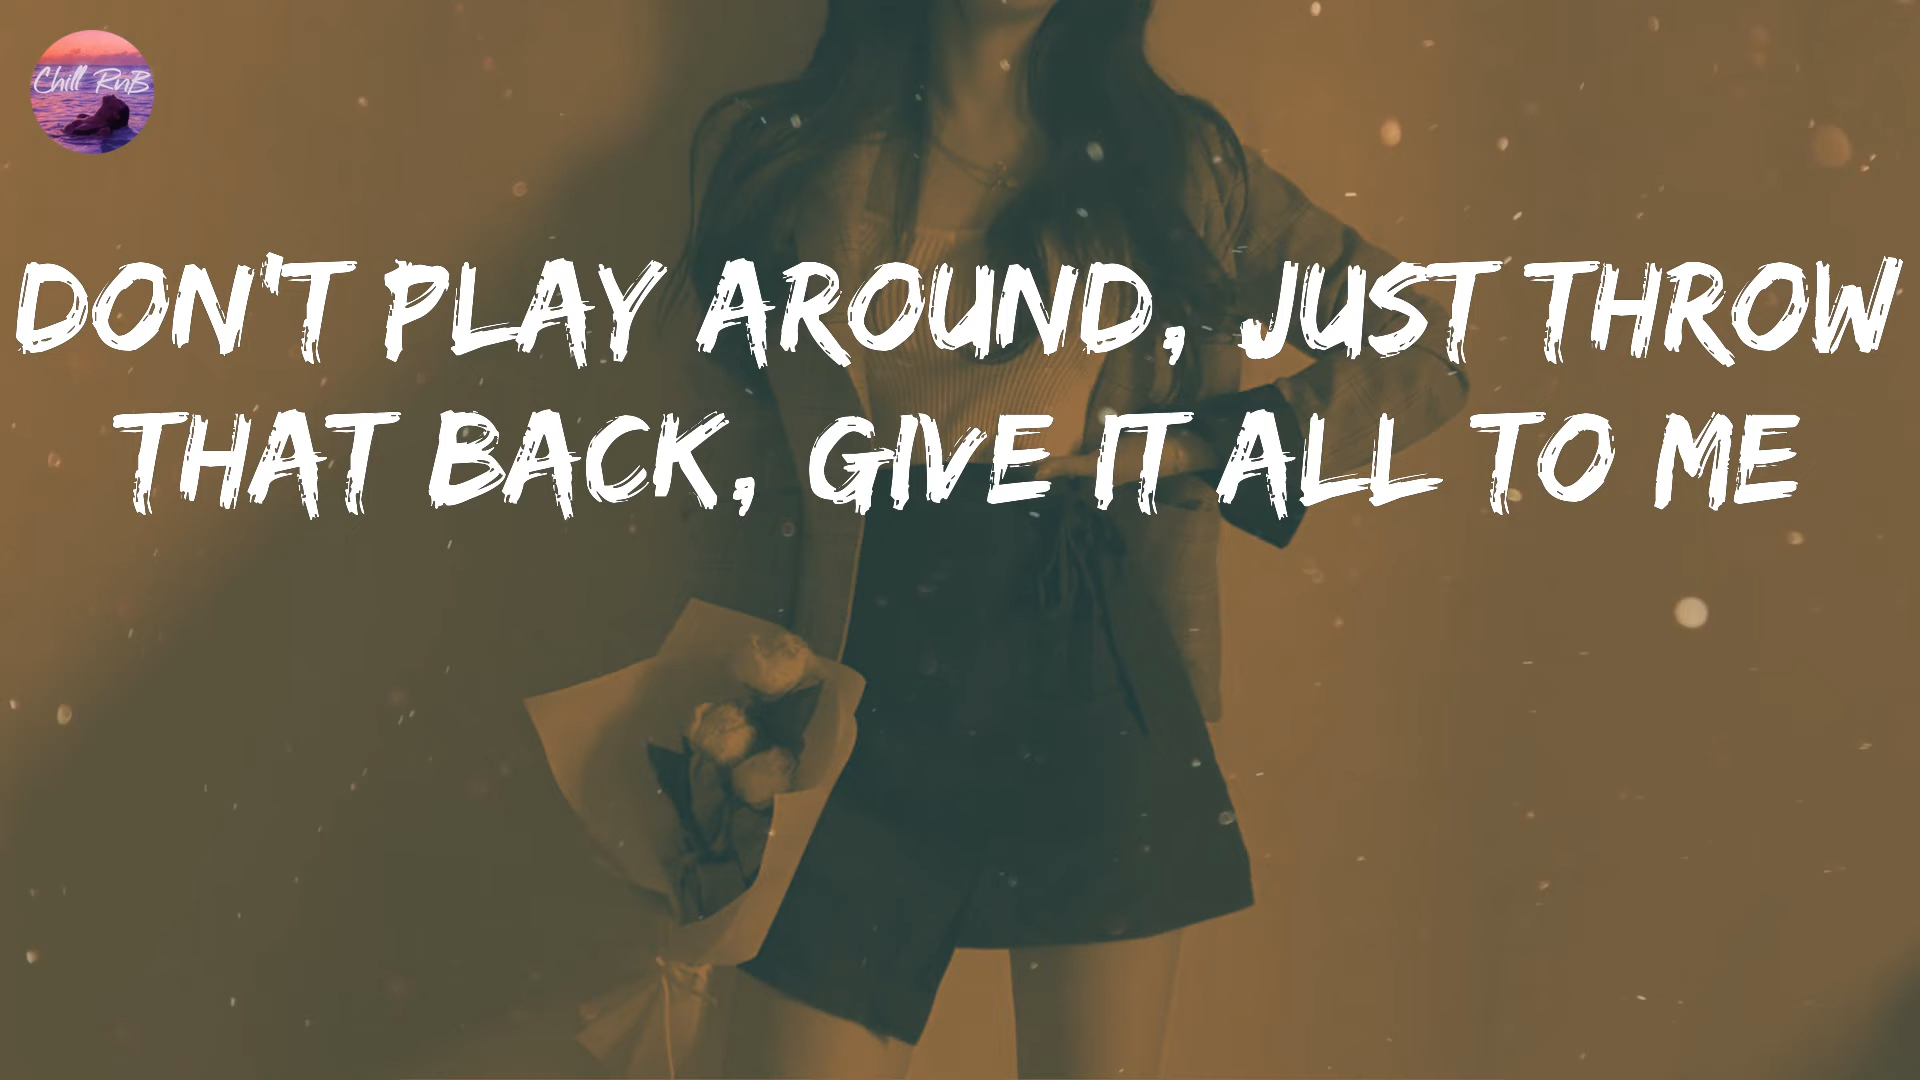 Chill RnB
DON'T PLAY AROUND, JUST THROW
THAT BACK, GIVE IT ALL TO ME